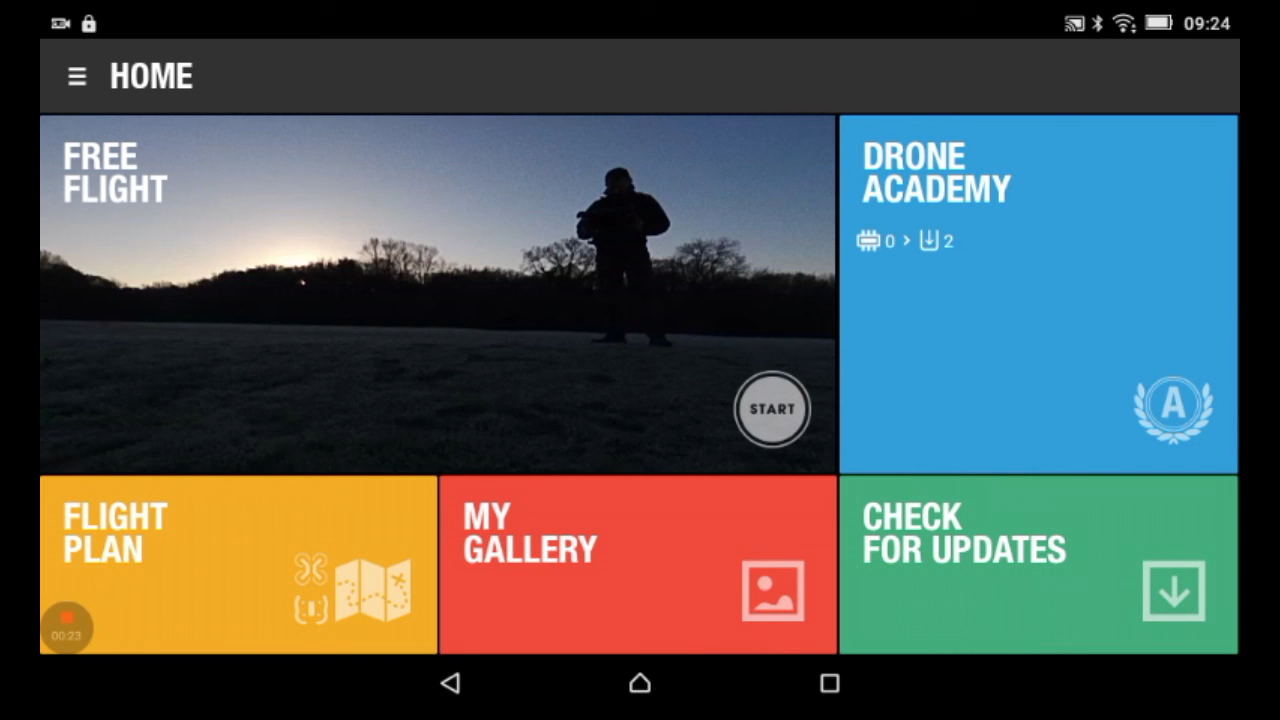 09:24
HOME
FREE
FLIGHT
START
DRONE
ACADEMY
0 > 2
A
FLIGHT
PLAN
00:23
MY
GALLERY
CHECK
FOR UPDATES